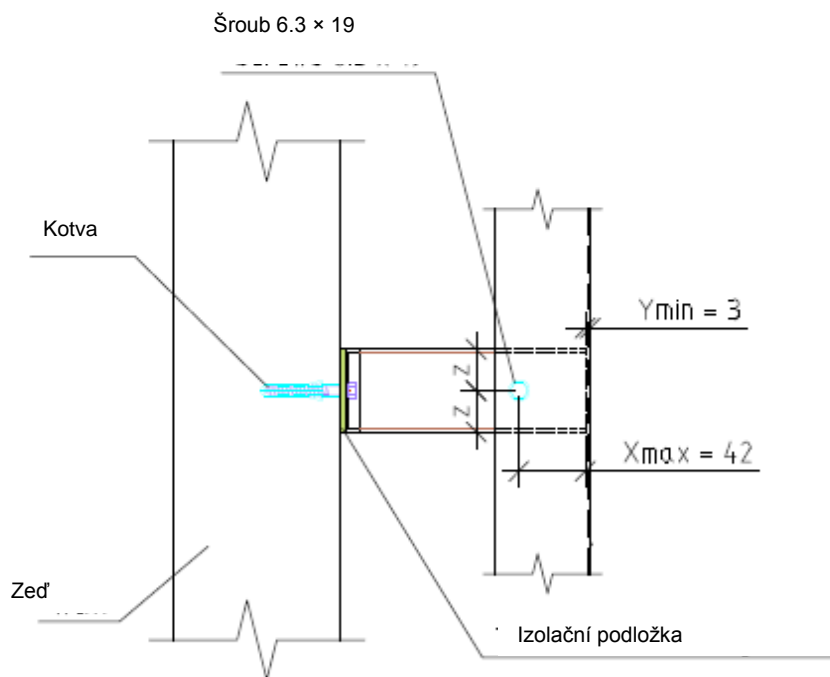 Šroub 6.3 × 19
Kotva
Ymin = 3
Z
Z
Xmax = 42
Zeď
Izolační podložka